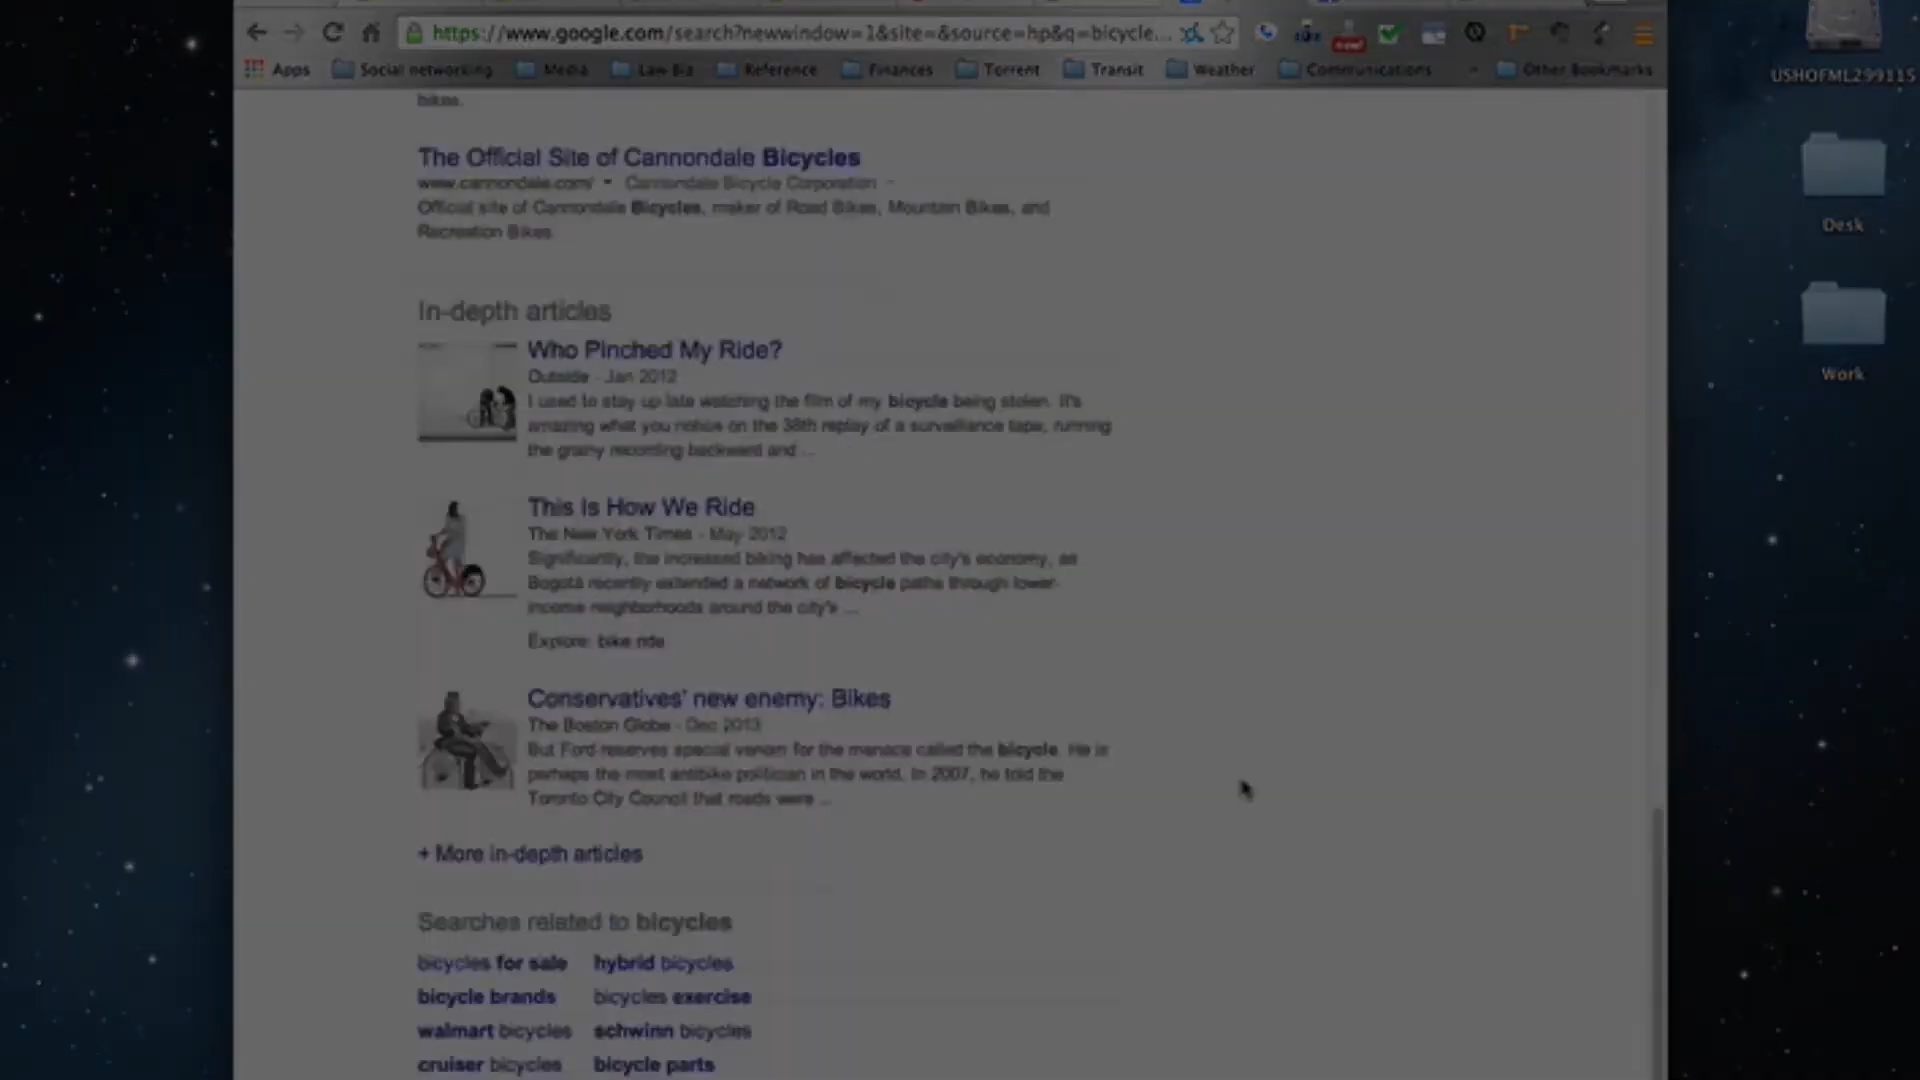 https://www.google.com/search?newwindow=1&site=&source=hp&q=bicycle...
new!
Apps Social networking Media Law Biz Reference Finances Torrent Transit Weather Communications » Other Bookmarks
USHOFML299115
Desk
Work
bikes.
The Official Site of Cannondale Bicycles
www.cannondale.com/ Cannondale Bicycle Corporation
Official site of Cannondale Bicycles, maker of Road Bikes, Mountain Bikes, and
Recreation Bikes.
In-depth articles
Who Pinched My Ride?
Outside - Jan 2012
I used to stay up late watching the film of my bicycle being stolen. It's
amazing what you notice on the 38th replay of a surveillance tape, running
the grainy recording backward and ...
This Is How We Ride
The New York Times - May 2012
Significantly, the increased biking has affected the city's economy, as
Bogotá recently extended a network of bicycle paths through lower-
income neighborhoods around the city's ...
Explore: bike ride
Conservatives' new enemy: Bikes
The Boston Globe - Dec 2013
But Ford reserves special venom for the menace called the bicycle. He is
perhaps the most antibike politician in the world. In 2007, he told the
Toronto City Council that roads were ...
+ More in-depth articles
Searches related to bicycles
bicycles for sale hybrid bicycles
bicycle brands bicycles exercise
walmart bicycles schwinn bicycles
cruiser bicycles bicycle parts